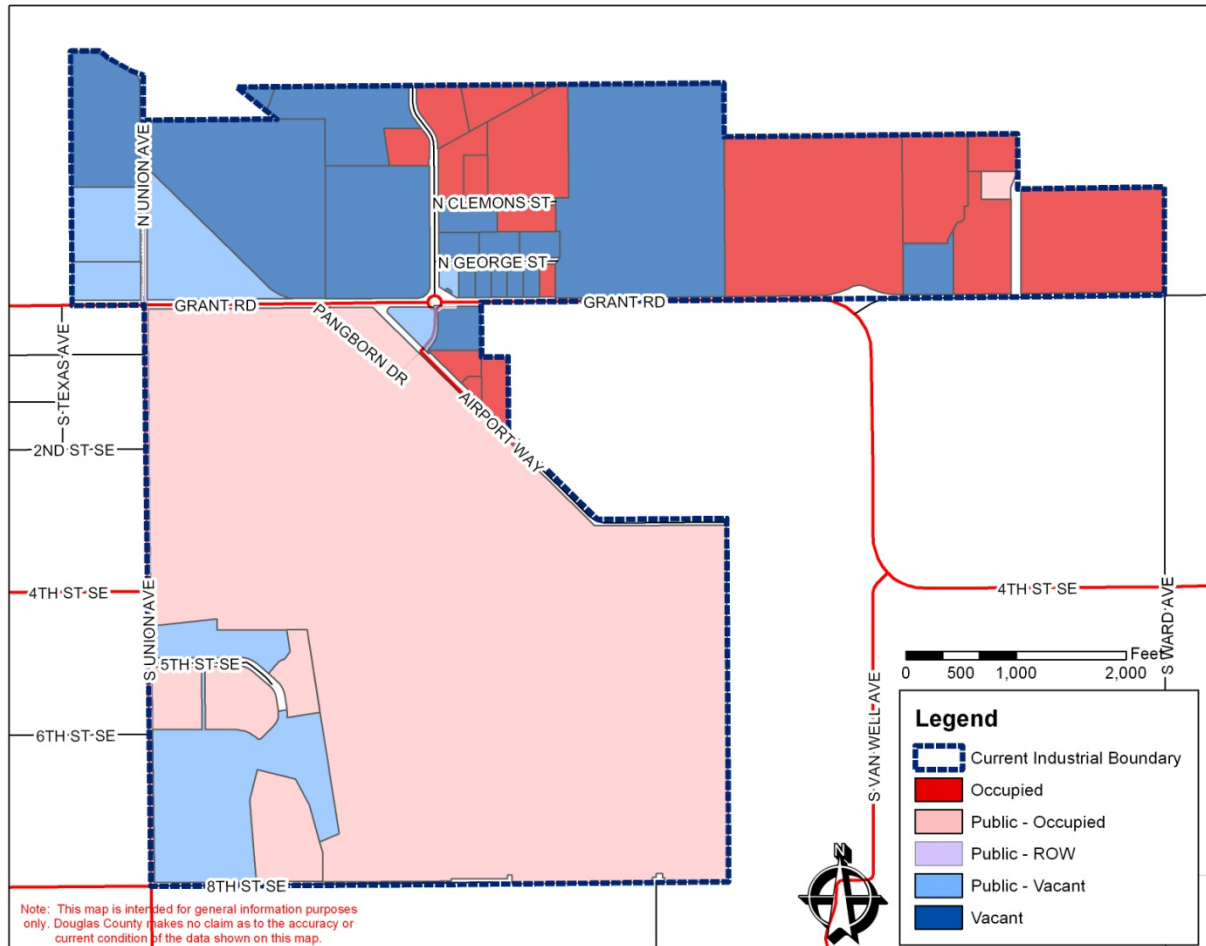 N UNION AVE
N CLEMONS ST
N GEORGE ST
GRANT RD
GRANT RD
PANGBORN DR
S TEXAS AVE
AIRPORT WAY
2ND ST SE
4TH ST SE
4TH ST SE
S UNION AVE
S WARD AVE
5TH ST SE
Feet
0 500 1,000 2,000
6TH ST SE
S VAN WELL AVE
Legend
Current Industrial Boundary
Occupied
Public - Occupied
Public - ROW
Public - Vacant
Vacant
N
8TH ST SE
Note: This map is intended for general information purposes
only. Douglas County makes no claim as to the accuracy or
current condition of the data shown on this map.